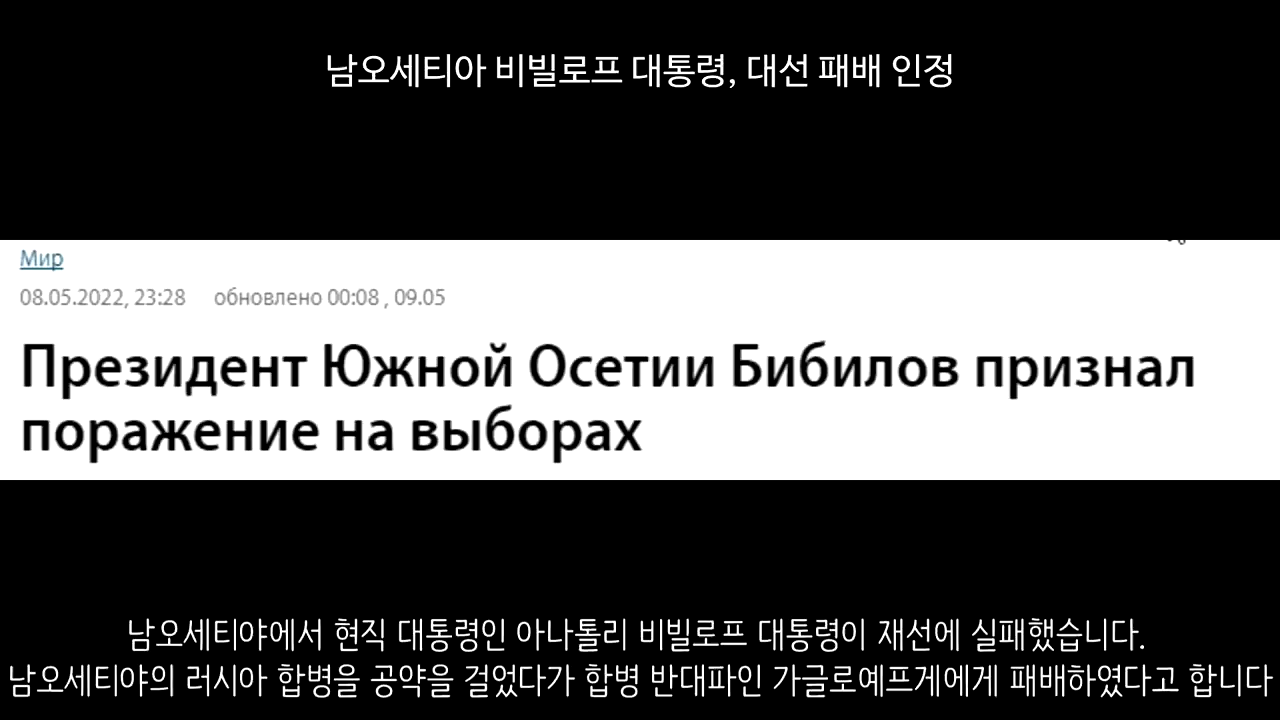 남오세티아 비빌로프 대통령, 대선 패배 인정
Мир
08.05.2022, 23:28 обновлено 00:08 , 09.05
Президент Южной Осетии Бибилов признал
поражение на выборах
남오세티야에서 현직 대통령인 아나톨리 비빌로프 대통령이 재선에 실패했습니다.
남오세티야의 러시아 합병을 공약을 걸었다가 합병 반대파인 가글로예프게에게 패배하였다고 합니다